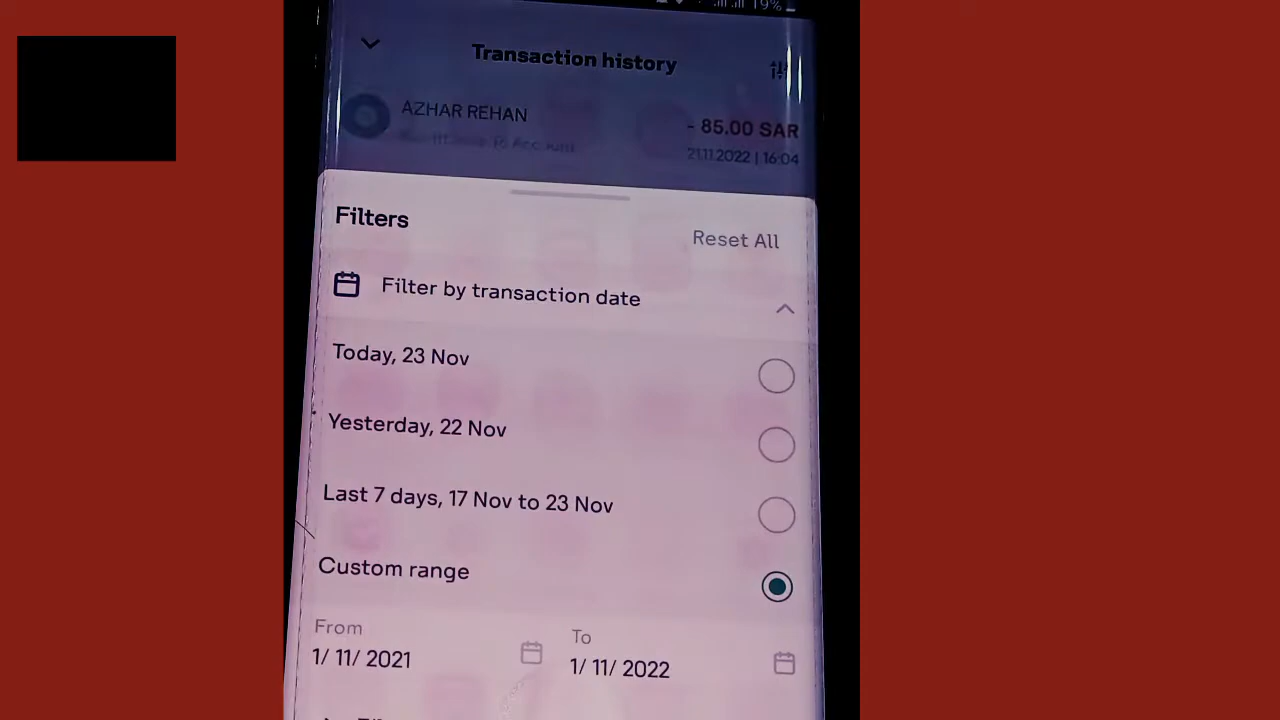 19%
Transaction history
AZHAR REHAN
- 85.00 SAR
21.11.2022 | 16:04
Filters
Reset All
Filter by transaction date
Today, 23 Nov
Yesterday, 22 Nov
Last 7 days, 17 Nov to 23 Nov
Custom range
From
To
1/ 11/ 2021
1/ 11/ 2022